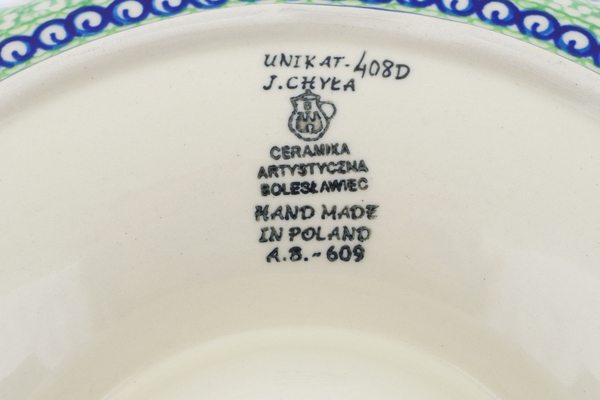 UNIKAT-408D
J. CHYŁA
CERAMIKA
ARTYSTYCZNA
BOLESŁAWIEC
HAND MADE
IN POLAND
A.B.-609